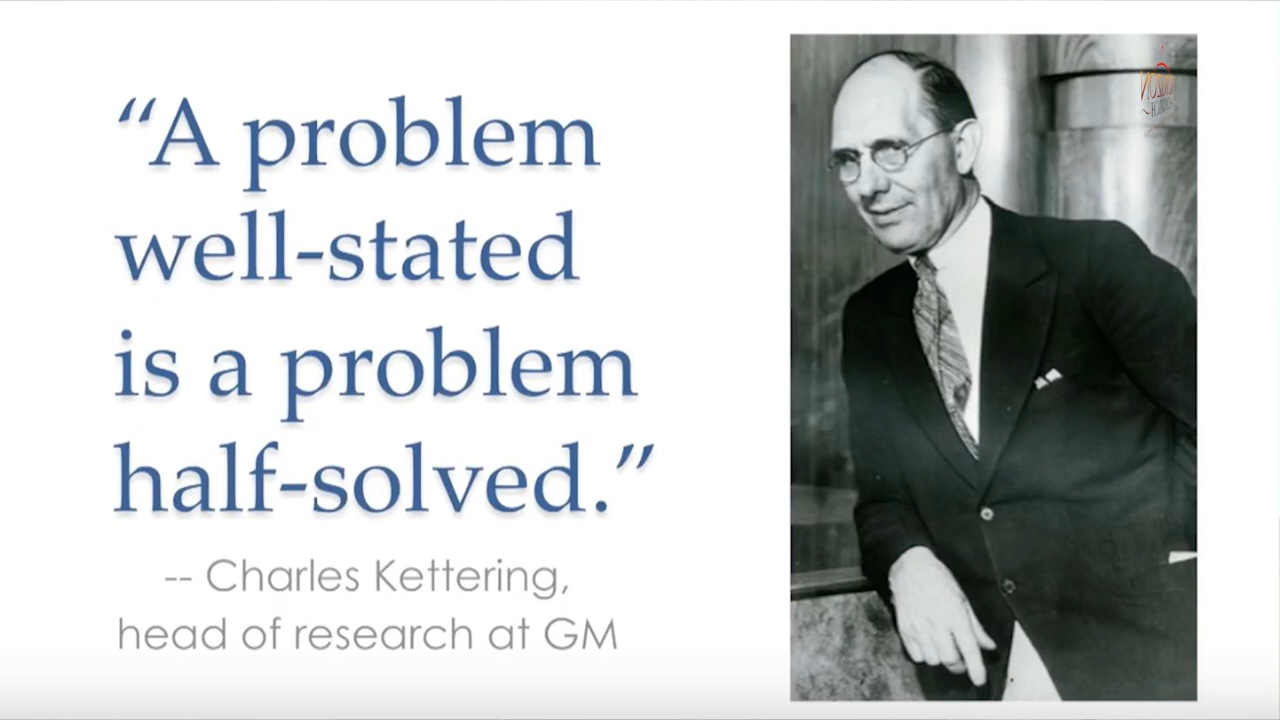 “A problem
well-stated
is a problem
half-solved.”
-- Charles Kettering,
head of research at GM